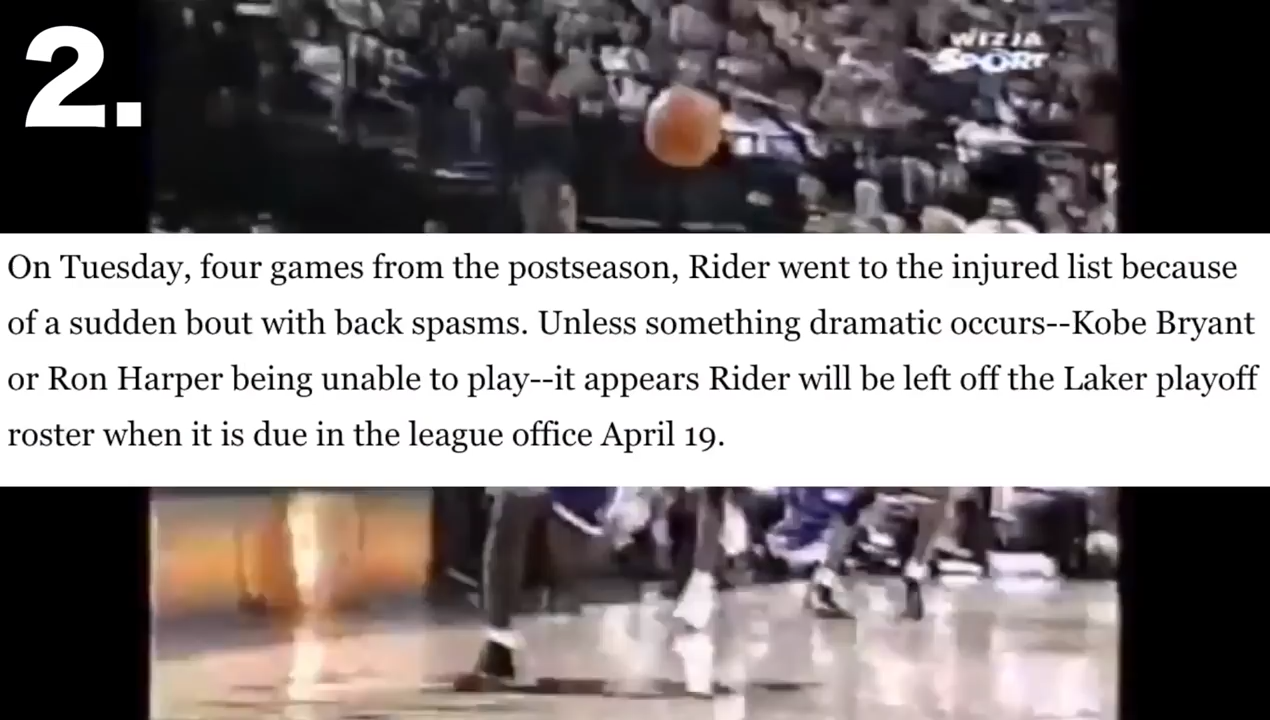 2.
WIZJA
SPORT
On Tuesday, four games from the postseason, Rider went to the injured list because
of a sudden bout with back spasms. Unless something dramatic occurs--Kobe Bryant
or Ron Harper being unable to play--it appears Rider will be left off the Laker playoff
roster when it is due in the league office April 19.